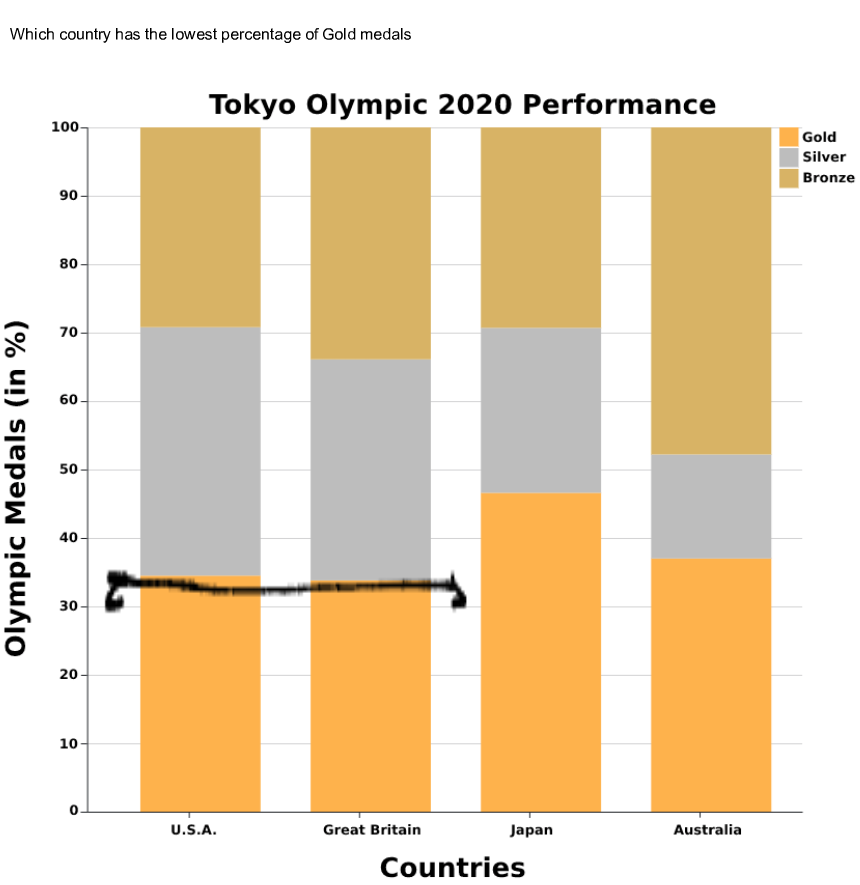 Which country has the lowest percentage of Gold medals
Tokyo Olympic 2020 Performance
100
90
80
70
60
50
40
30
20
10
0
Olympic Medals (in %)
Gold
Silver
Bronze
U.S.A.
Great Britain
Japan
Australia
Countries